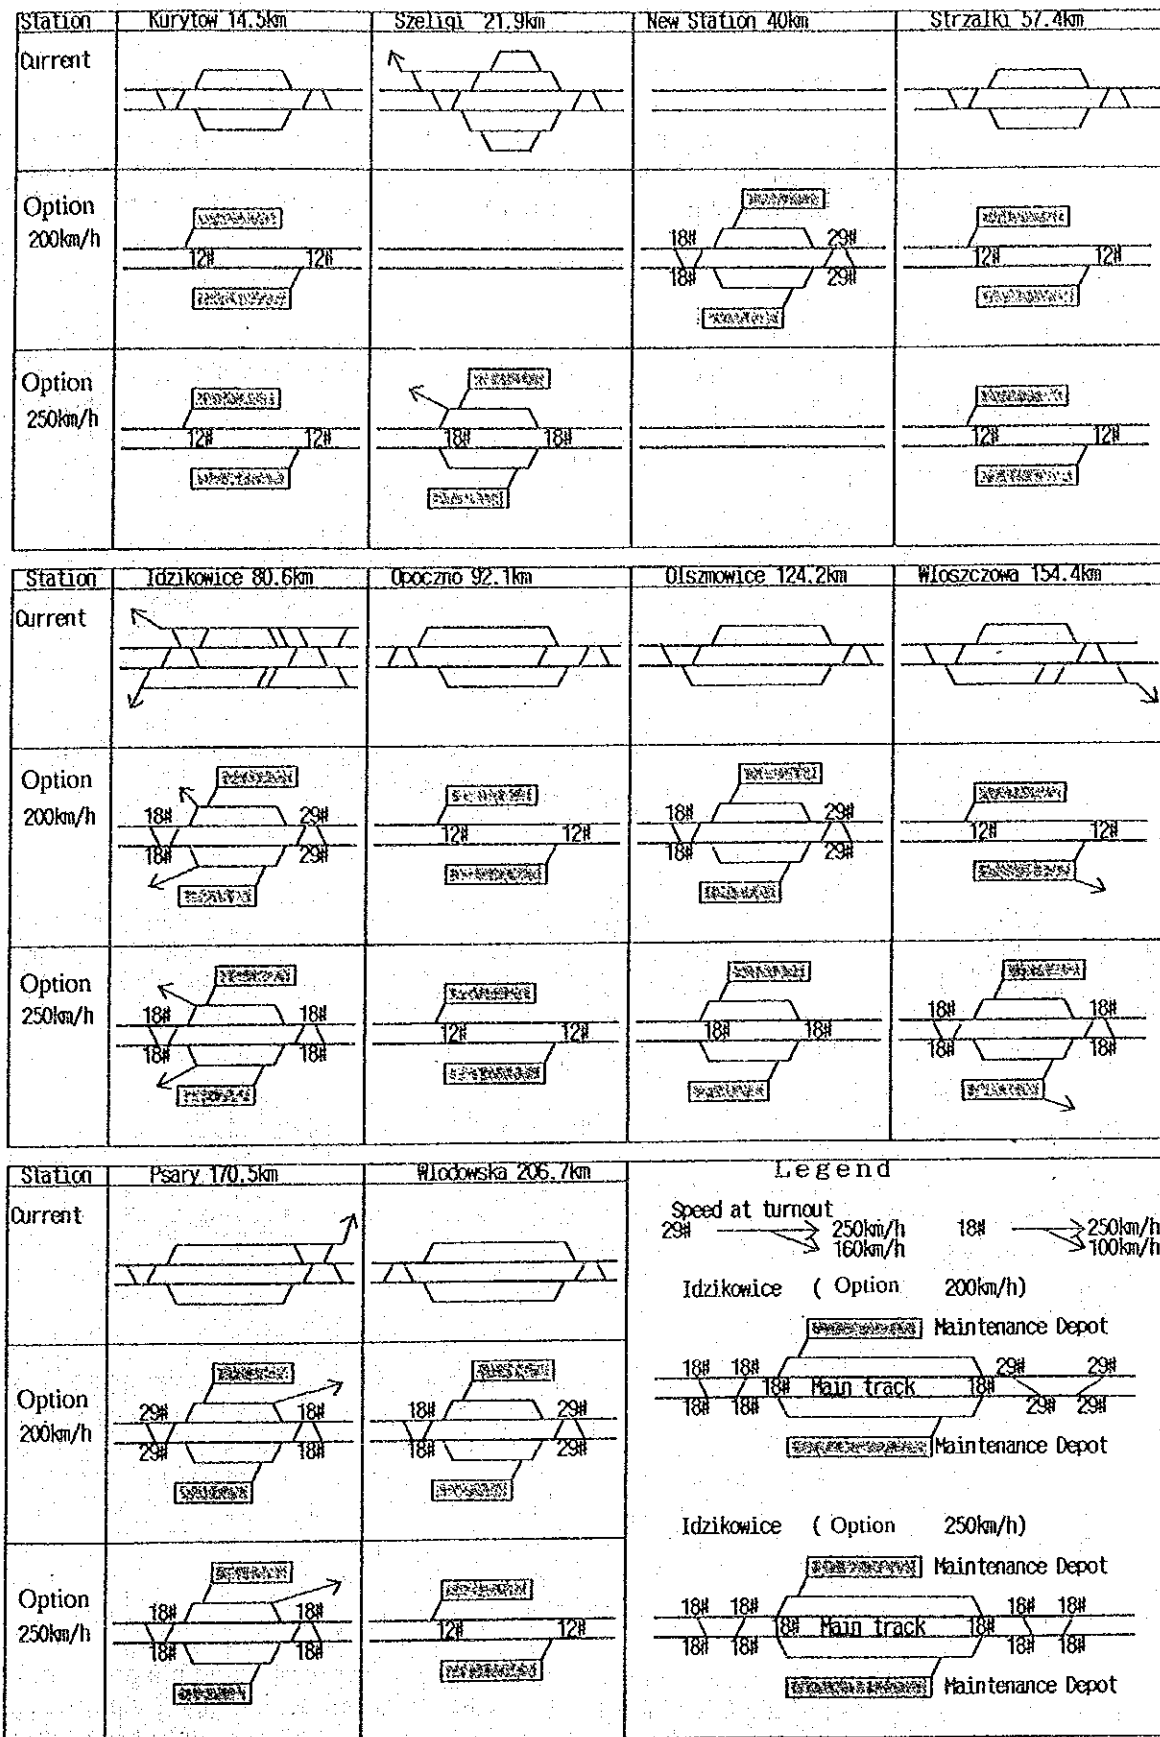 Station Kurytow 14.5km Szeligi 21.9km New Station 40km Strzalki 57.4km
Current
Option
200km/h
12# 12#
18# 29#
18# 29#
12# 12#
Option
250km/h
12# 12#
18# 18#
12# 12#
Station Idzikowice 80.6km Opoczno 92.1km Olszmowice 124.2km Wloszczowa 154.4km
Current
Option
200km/h
18# 29#
18# 29#
12# 12#
18# 29#
18# 29#
12# 12#
Option
250km/h
18# 18#
18# 18#
12# 12#
18# 18#
18# 18#
18# 18#
Station Psary 170.5km Wlodowska 206.7km
Current
Option
200km/h
29# 18#
29# 18#
18# 29#
18# 29#
Option
250km/h
18# 18#
18# 18#
12# 12#
Legend
Speed at turnout
29# 250km/h 18# 250km/h
160km/h 100km/h
Idzikowice ( Option 200km/h)
Maintenance Depot
18# 18# 29# 29#
18# Main track 18#
18# 18# 29# 29#
Maintenance Depot
Idzikowice ( Option 250km/h)
Maintenance Depot
18# 18# 18# 18#
18# Main track 18#
18# 18# 18# 18#
Maintenance Depot